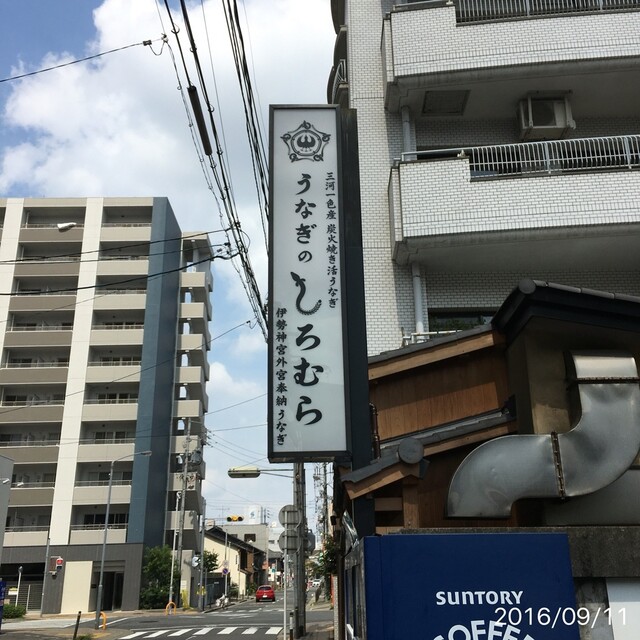 三河一色産 炭火焼き活うなぎ
うなぎの
しろむら
伊勢神宮外宮奉納うなぎ
SUNTORY
COFFEE
2016/09/11